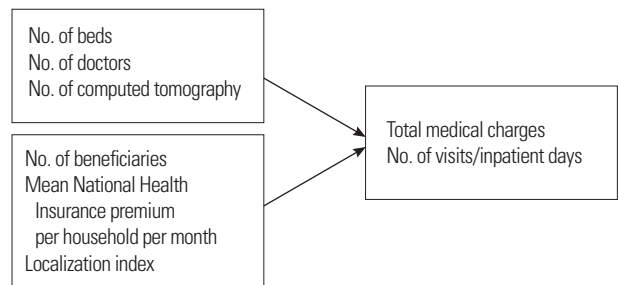 No. of beds
No. of doctors
No. of computed tomography
No. of beneficiaries
Mean National Health
Insurance premium
per household per month
Localization index
Total medical charges
No. of visits/inpatient days